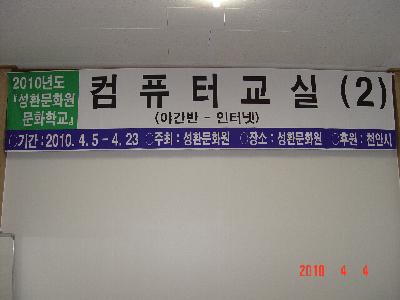 2010년도
『성환문화원
문화학교』
컴퓨터교실 (2)
(야간반 - 인터넷)
○기간 : 2010. 4. 5 - 4. 23 ○주최 : 성환문화원 ○장소 : 성환문화원 ○후원 : 천안시
2010 4 4